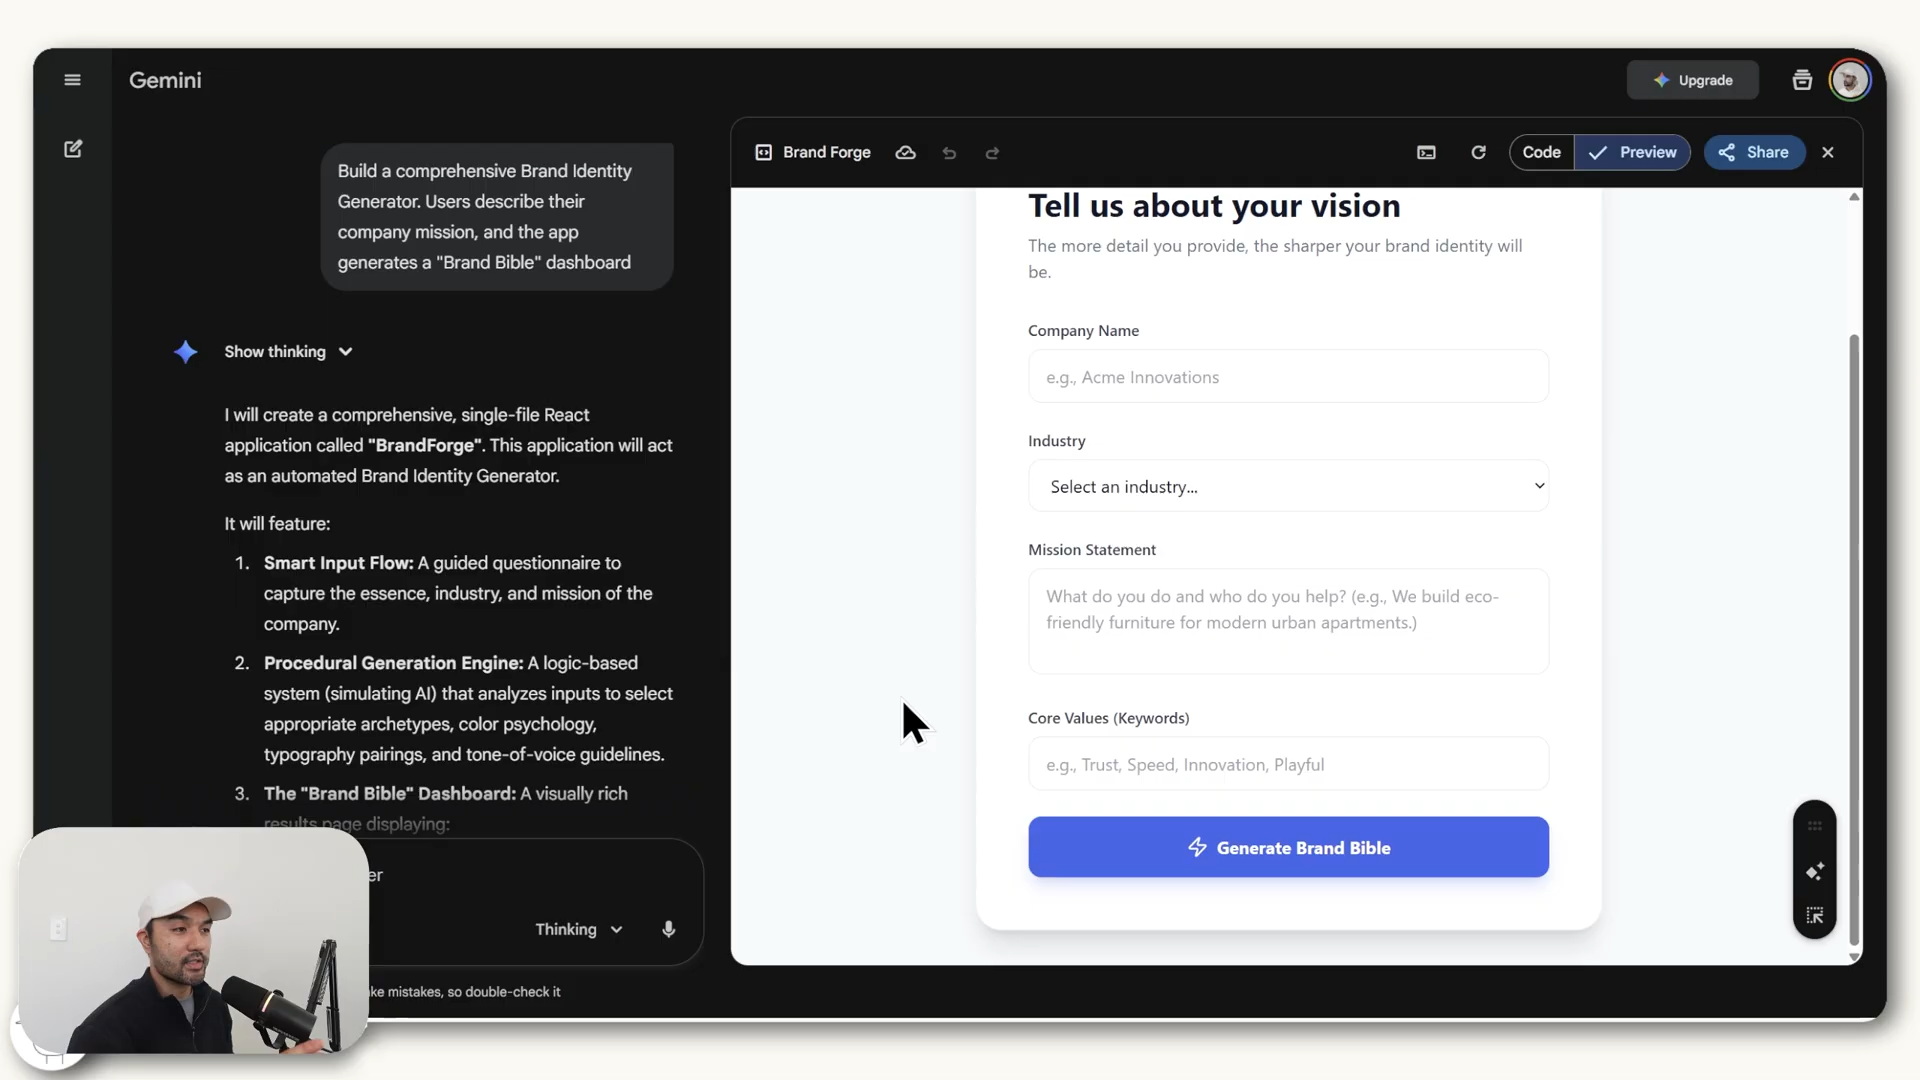 Gemini
Upgrade
Build a comprehensive Brand Identity
Generator. Users describe their
company mission, and the app
generates a "Brand Bible" dashboard
Show thinking
I will create a comprehensive, single-file React
application called "BrandForge". This application will act
as an automated Brand Identity Generator.
It will feature:
1. Smart Input Flow: A guided questionnaire to
capture the essence, industry, and mission of the
company.
2. Procedural Generation Engine: A logic-based
system (simulating AI) that analyzes inputs to select
appropriate archetypes, color psychology,
typography pairings, and tone-of-voice guidelines.
3. The "Brand Bible" Dashboard: A visually rich
results page displaying:
er
Thinking
ke mistakes, so double-check it
Brand Forge
Code
Preview
Share
Tell us about your vision
The more detail you provide, the sharper your brand identity will
be.
Company Name
e.g., Acme Innovations
Industry
Select an industry...
Mission Statement
What do you do and who do you help? (e.g., We build eco-
friendly furniture for modern urban apartments.)
Core Values (Keywords)
e.g., Trust, Speed, Innovation, Playful
Generate Brand Bible